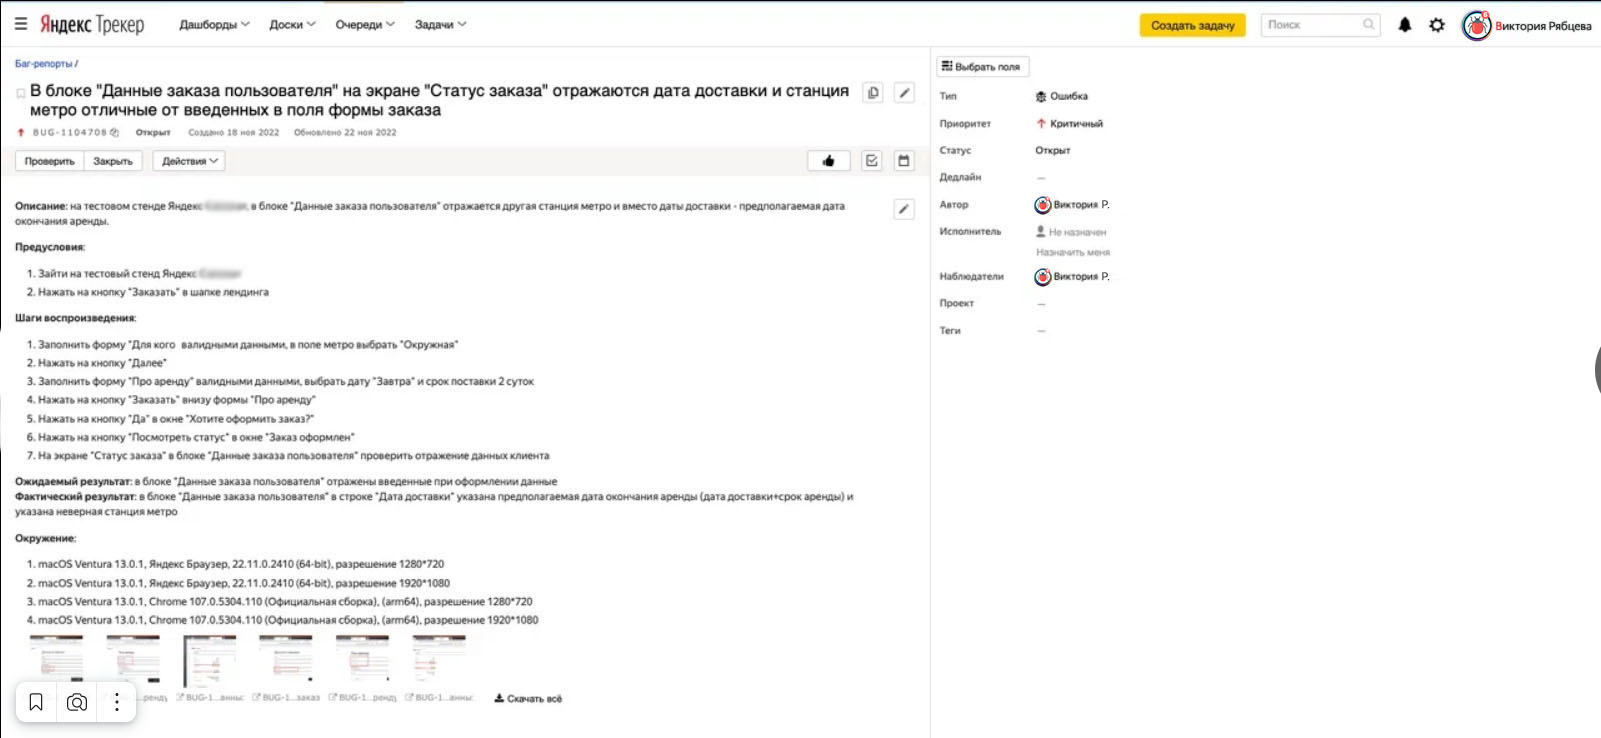 Яндекс Трекер
Дашборды
Доски
Очереди
Задачи
Создать задачу
Поиск
Виктория Рябцева
Баг-репорты /
В блоке "Данные заказа пользователя" на экране "Статус заказа" отражаются дата доставки и станция
метро отличные от введенных в поля формы заказа
BUG-1104708 Открыт Создано 18 ноя 2022 Обновлено 22 ноя 2022
Проверить Закрыть Действия
Описание: на тестовом стенде Яндекс , в блоке "Данные заказа пользователя" отражается другая станция метро и вместо даты доставки - предполагаемая дата
окончания аренды.
Предусловия:
1. Зайти на тестовый стенд Яндекс
2. Нажать на кнопку "Заказать" в шапке лендинга
Шаги воспроизведения:
1. Заполнить форму "Для кого валидными данными, в поле метро выбрать "Окружная"
2. Нажать на кнопку "Далее"
3. Заполнить форму "Про аренду" валидными данными, выбрать дату "Завтра" и срок поставки 2 суток
4. Нажать на кнопку "Заказать" внизу формы "Про аренду"
5. Нажать на кнопку "Да" в окне "Хотите оформить заказ?"
6. Нажать на кнопку "Посмотреть статус" в окне "Заказ оформлен"
7. На экране "Статус заказа" в блоке "Данные заказа пользователя" проверить отражение данных клиента
Ожидаемый результат: в блоке "Данные заказа пользователя" отражены введенные при оформлении данные
Фактический результат: в блоке "Данные заказа пользователя" в строке "Дата доставки" указана предполагаемая дата окончания аренды (дата доставки+срок аренды) и
указана неверная станция метро
Окружение:
1. macOS Ventura 13.0.1, Яндекс Браузер, 22.11.0.2410 (64-bit), разрешение 1280*720
2. macOS Ventura 13.0.1, Яндекс Браузер, 22.11.0.2410 (64-bit), разрешение 1920*1080
3. macOS Ventura 13.0.1, Chrome 107.0.5304.110 (Официальная сборка), (arm64), разрешение 1280*720
4. macOS Ventura 13.0.1, Chrome 107.0.5304.110 (Официальная сборка), (arm64), разрешение 1920*1080
...ренду BUG-1...анны: BUG-1...заказ BUG-1...ренду BUG-1...анны: Скачать всё
Выбрать поля
Тип Ошибка
Приоритет Критичный
Статус Открыт
Дедлайн —
Автор Виктория Р.
Исполнитель Не назначен
Назначить меня
Наблюдатели Виктория Р.
Проект —
Теги —